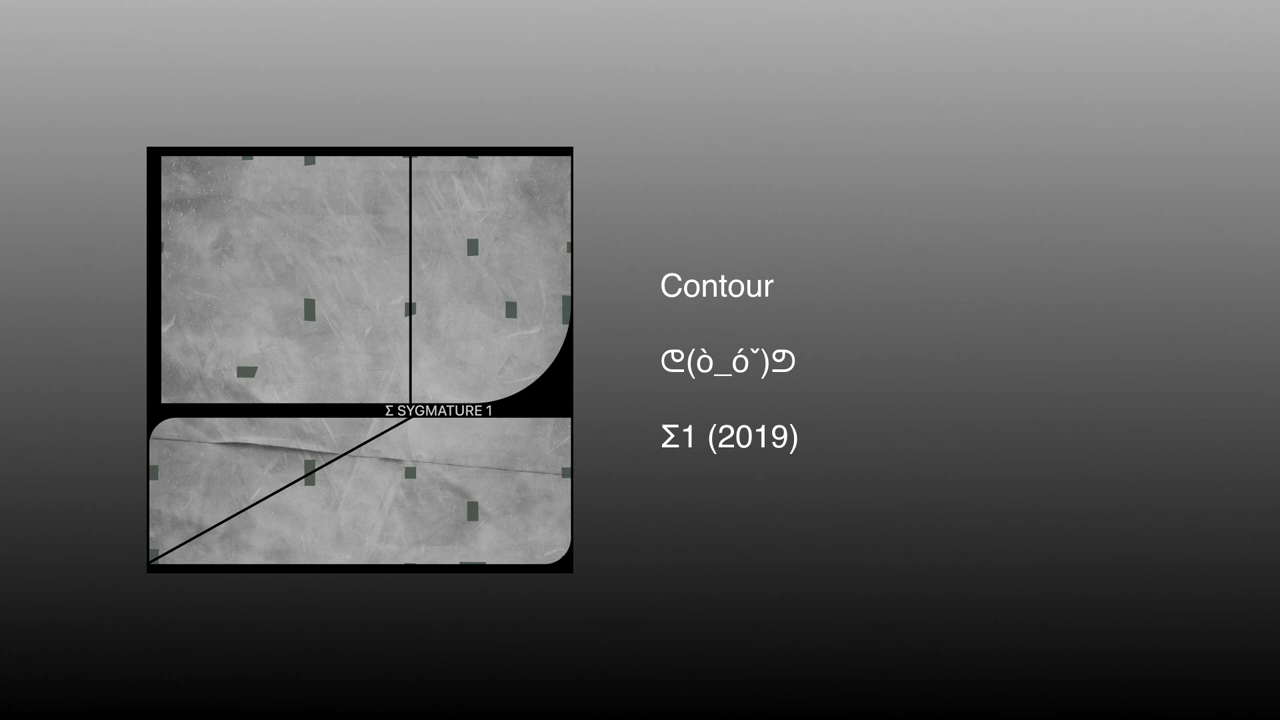 Σ SYGMATURE 1
Contour
ᕦ(ò_óˇ)ᕤ
Σ1 (2019)